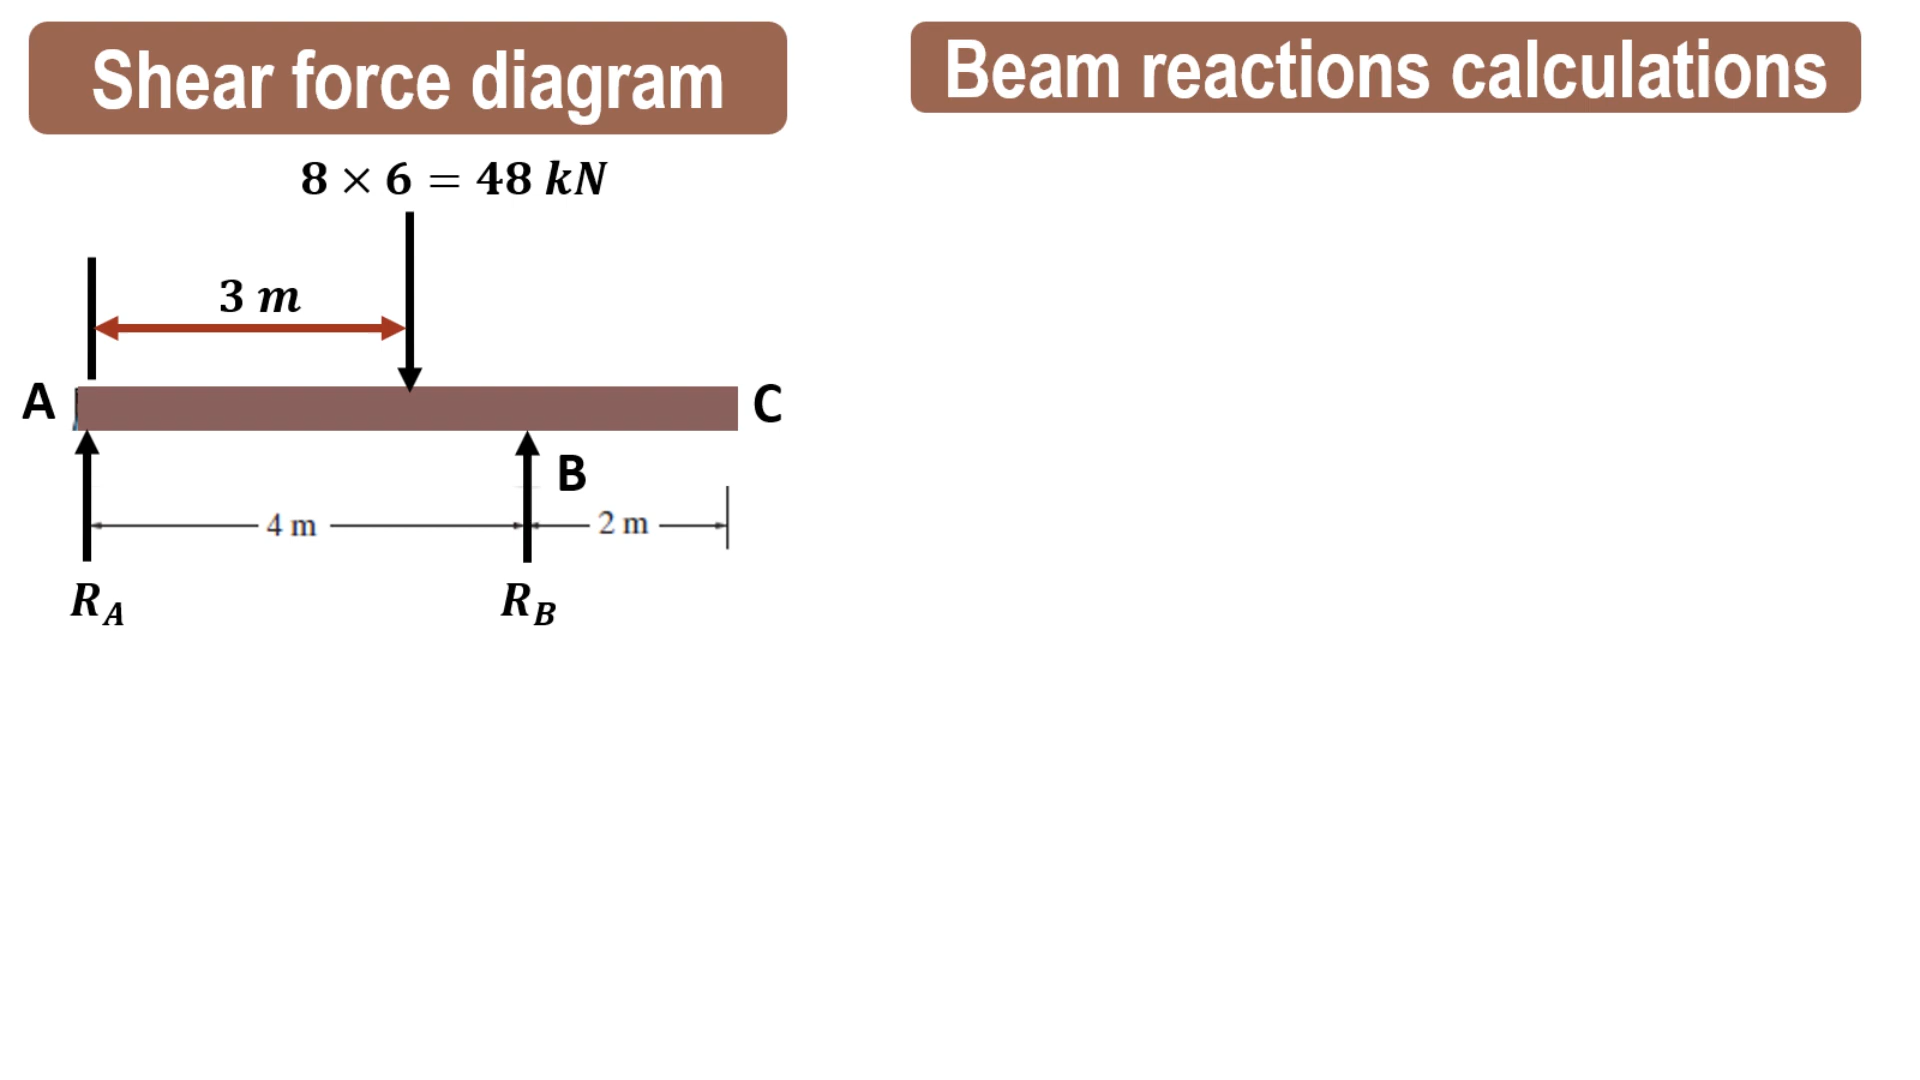 Shear force diagram
Beam reactions calculations
8 × 6 = 48 kN
3 m
A
C
B
4 m
2 m
R_A
R_B